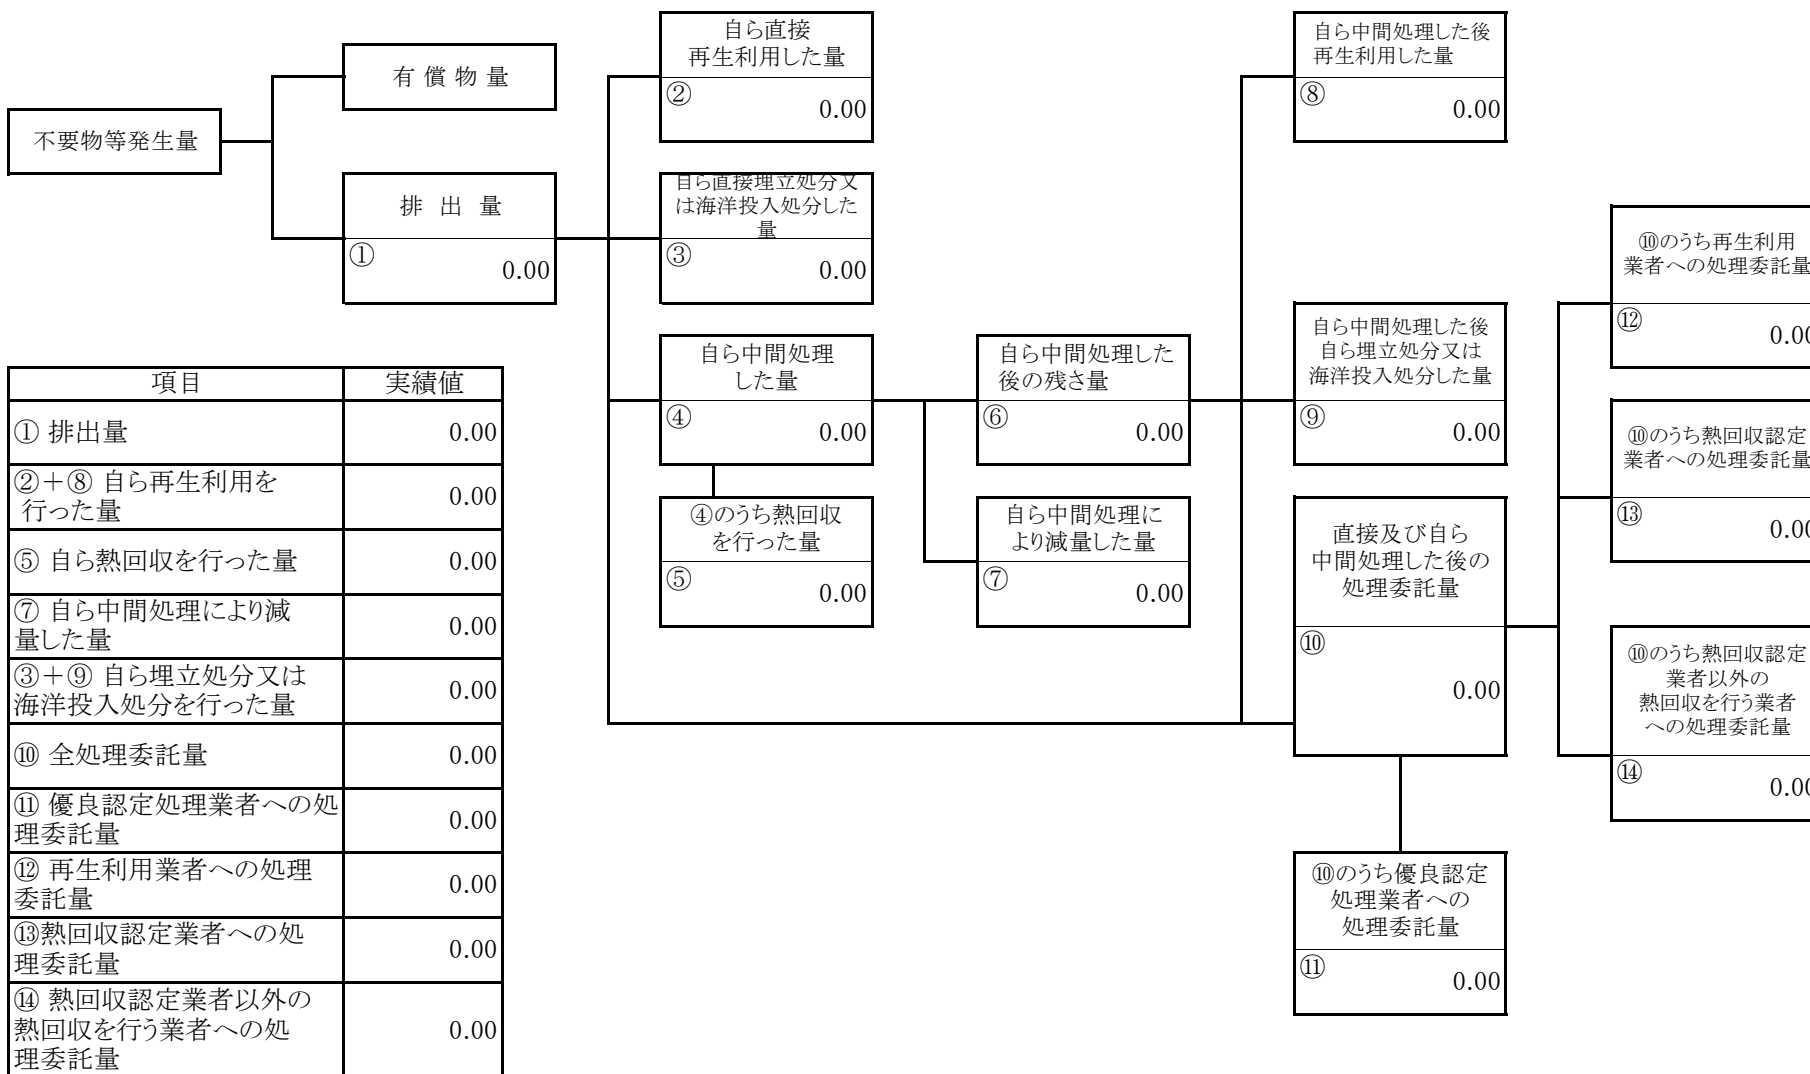 自ら直接
再生利用した量
②
0.00
自ら中間処理した後
再生利用した量
⑧
0.00
有 償 物 量
不要物等発生量
排 出 量
①
0.00
自ら直接埋立処分又
は海洋投入処分した
量
③
0.00
⑩のうち再生利用
業者への処理委託量
⑫
0.00
自ら中間処理
した量
④
0.00
自ら中間処理した
後の残さ量
⑥
0.00
自ら中間処理した後
自ら埋立処分又は
海洋投入処分した量
⑨
0.00
⑩のうち熱回収認定
業者への処理委託量
⑬
0.00
④のうち熱回収
を行った量
⑤
0.00
自ら中間処理に
より減量した量
⑦
0.00
直接及び自ら
中間処理した後の
処理委託量
⑩
0.00
⑩のうち熱回収認定
業者以外の
熱回収を行う業者
への処理委託量
⑭
0.00
⑩のうち優良認定
処理業者への
処理委託量
⑪
0.00
項目 実績値
① 排出量 0.00
②＋⑧ 自ら再生利用を
行った量 0.00
⑤ 自ら熱回収を行った量 0.00
⑦ 自ら中間処理により減
量した量 0.00
③＋⑨ 自ら埋立処分又は
海洋投入処分を行った量 0.00
⑩ 全処理委託量 0.00
⑪ 優良認定処理業者への処
理委託量 0.00
⑫ 再生利用業者への処理
委託量 0.00
⑬熱回収認定業者への処
理委託量 0.00
⑭ 熱回収認定業者以外の
熱回収を行う業者への処
理委託量 0.00